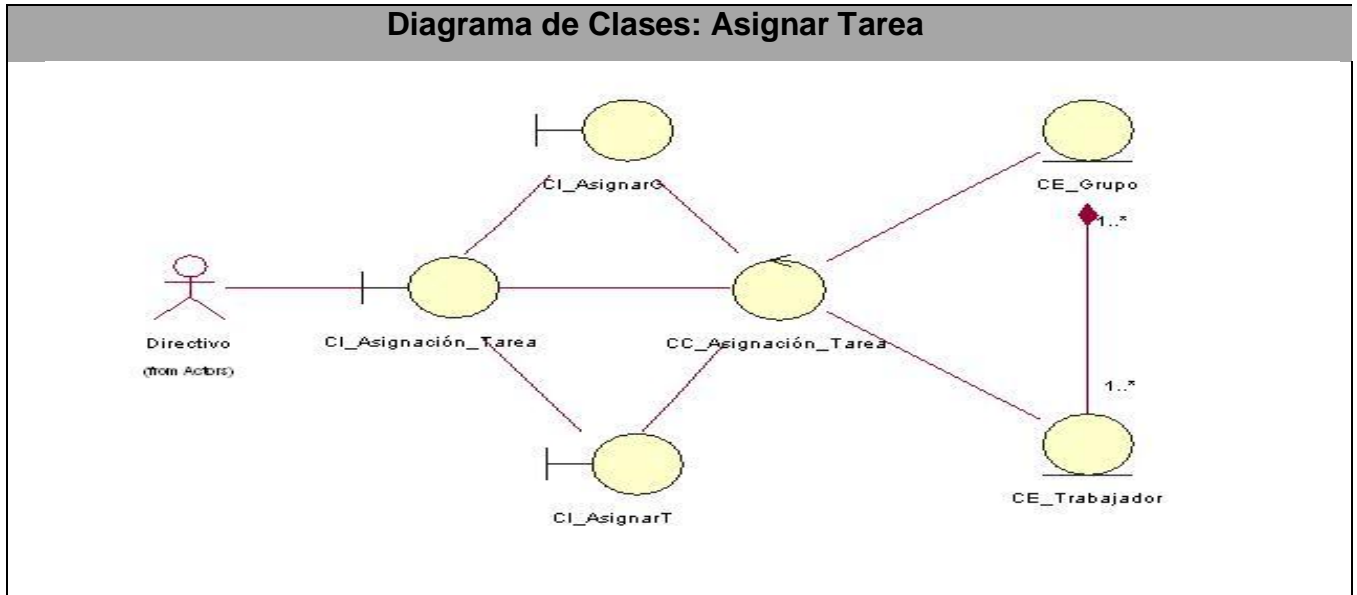 Diagrama de Clases: Asignar Tarea
CI_AsignarG
CE_Grupo
1..*
Directivo
(from Actors)
CI_Asignación_Tarea
CC_Asignación_Tarea
1..*
CI_AsignarT
CE_Trabajador